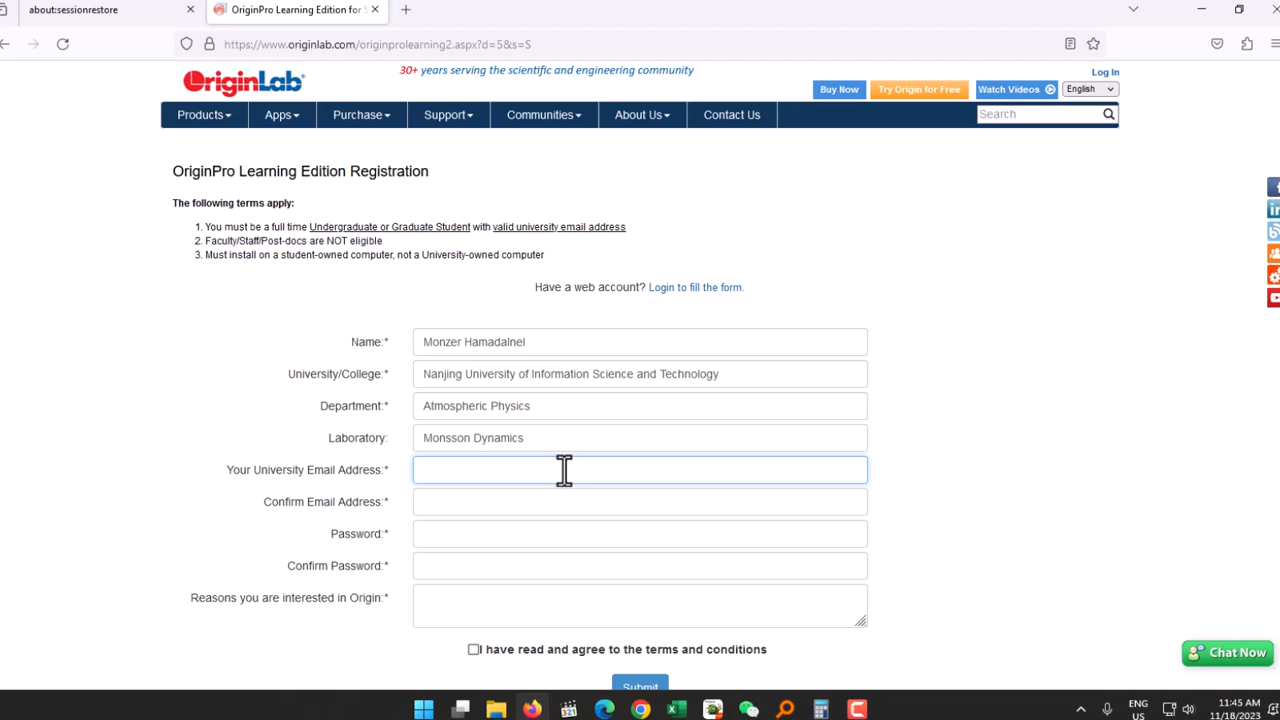 about:sessionrestore
OriginPro Learning Edition for S
https://www.originlab.com/originprolearning2.aspx?d=5&s=S
OriginLab
30+ years serving the scientific and engineering community
Log In
Buy Now
Try Origin for Free
Watch Videos
English
Products
Apps
Purchase
Support
Communities
About Us
Contact Us
Search
OriginPro Learning Edition Registration
The following terms apply:
1. You must be a full time Undergraduate or Graduate Student with valid university email address
2. Faculty/Staff/Post-docs are NOT eligible
3. Must install on a student-owned computer, not a University-owned computer
Have a web account? Login to fill the form.
Name:* Monzer Hamadalnel
University/College:* Nanjing University of Information Science and Technology
Department:* Atmospheric Physics
Laboratory: Monsson Dynamics
Your University Email Address:*
Confirm Email Address:*
Password:*
Confirm Password:*
Reasons you are interested in Origin:*
I have read and agree to the terms and conditions
Submit
Chat Now
ENG
US
11:45 AM
11/18/2023